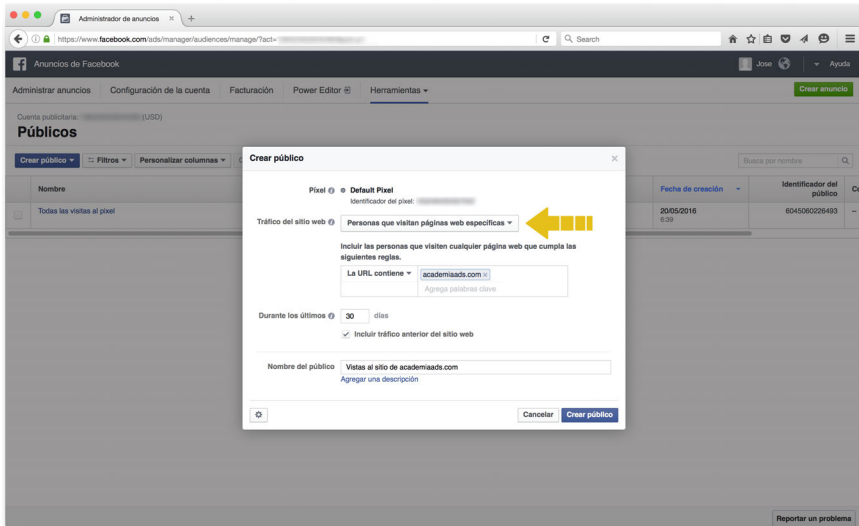 Administrador de anuncios
https://www.facebook.com/ads/manager/audiences/manage/?act=
Search
Anuncios de Facebook
Jose
Ayuda
Administrar anuncios
Configuración de la cuenta
Facturación
Power Editor
Herramientas
Crear anuncio
Cuenta publicitaria:
(USD)
Públicos
Crear público
Filtros
Personalizar columnas
Busca por nombre
Nombre
Fecha de creación
Identificador del
público
Todas las visitas al pixel
20/05/2016
6:39
6045060226493
Crear público
Píxel
Default Pixel
Identificador del píxel:
Tráfico del sitio web
Personas que visitan páginas web específicas
Incluir las personas que visiten cualquier página web que cumpla las
siguientes reglas.
La URL contiene
academiaads.com
Agrega palabras clave
Durante los últimos
30
días
Incluir tráfico anterior del sitio web
Nombre del público
Vistas al sitio de academiaads.com
Agregar una descripción
Cancelar
Crear público
Reportar un problema